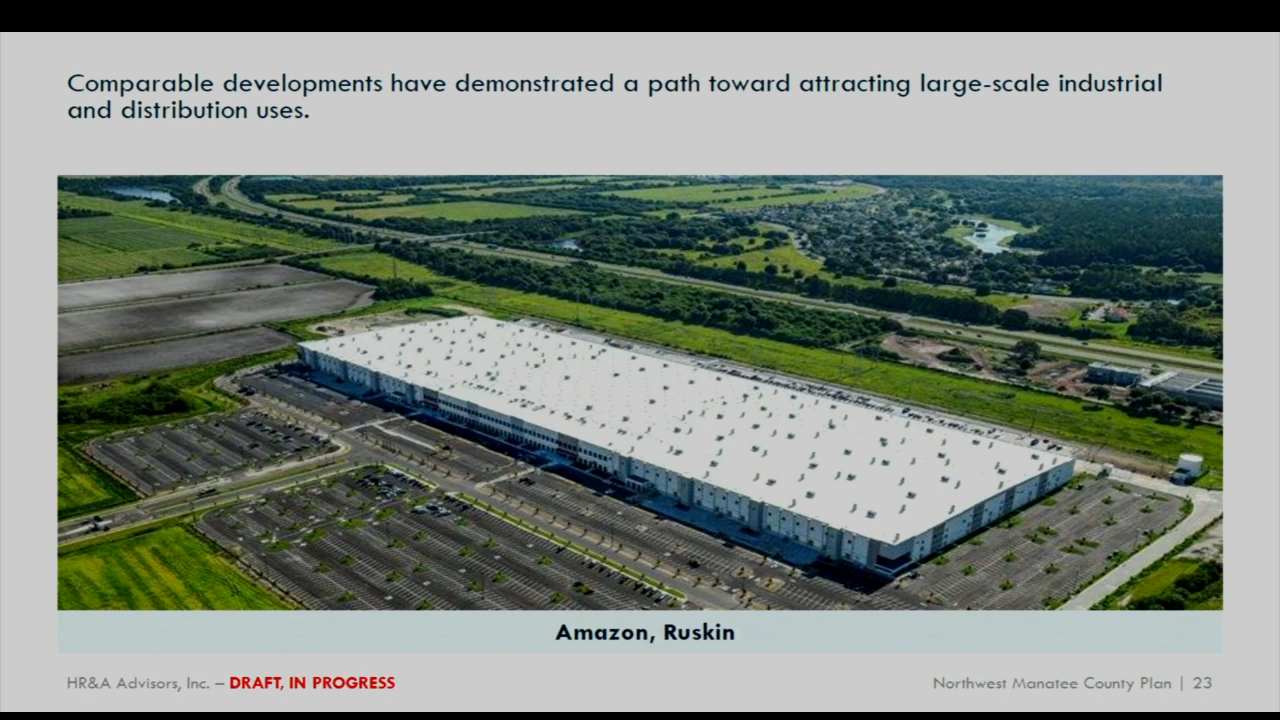 Comparable developments have demonstrated a path toward attracting large-scale industrial
and distribution uses.
Amazon, Ruskin
HR&A Advisors, Inc. – DRAFT, IN PROGRESS
Northwest Manatee County Plan | 23